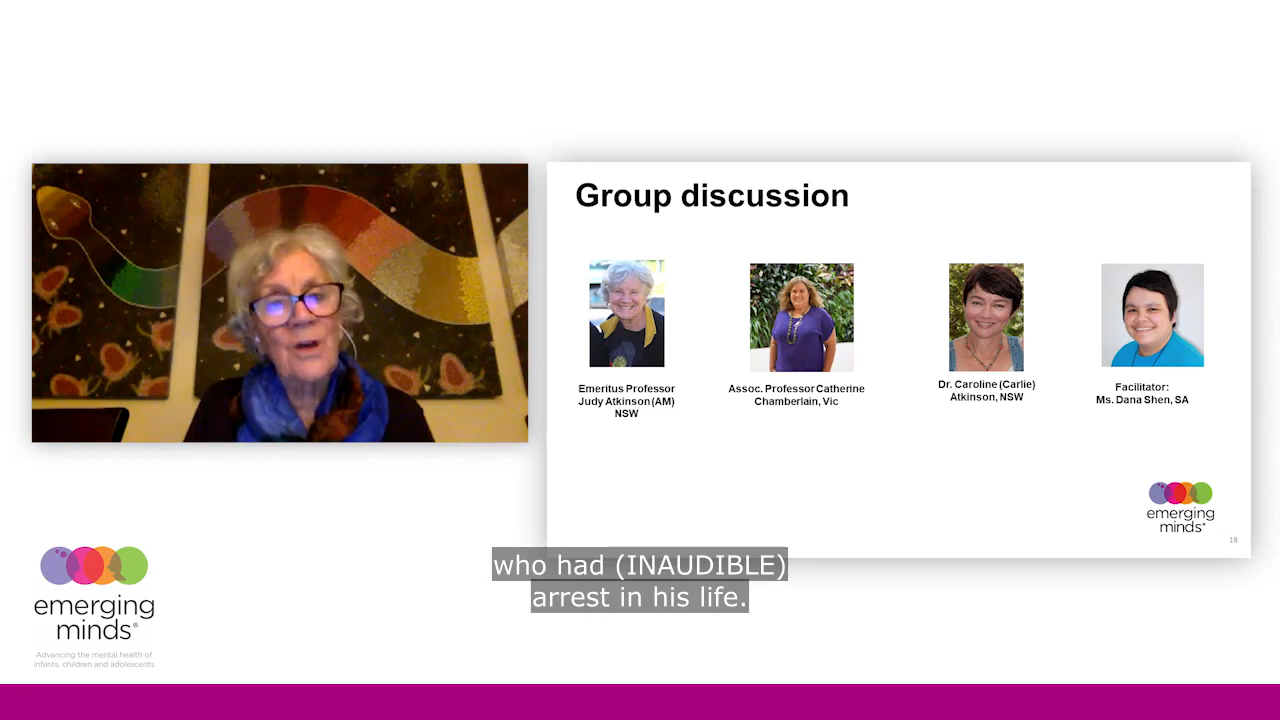 Group discussion
Emeritus Professor
Judy Atkinson (AM)
NSW
Assoc. Professor Catherine
Chamberlain, Vic
Dr. Caroline (Carlie)
Atkinson, NSW
Facilitator:
Ms. Dana Shen, SA
emerging
minds®
18
who had (INAUDIBLE)
arrest in his life.
emerging
minds®
Advancing the mental health of
infants, children and adolescents